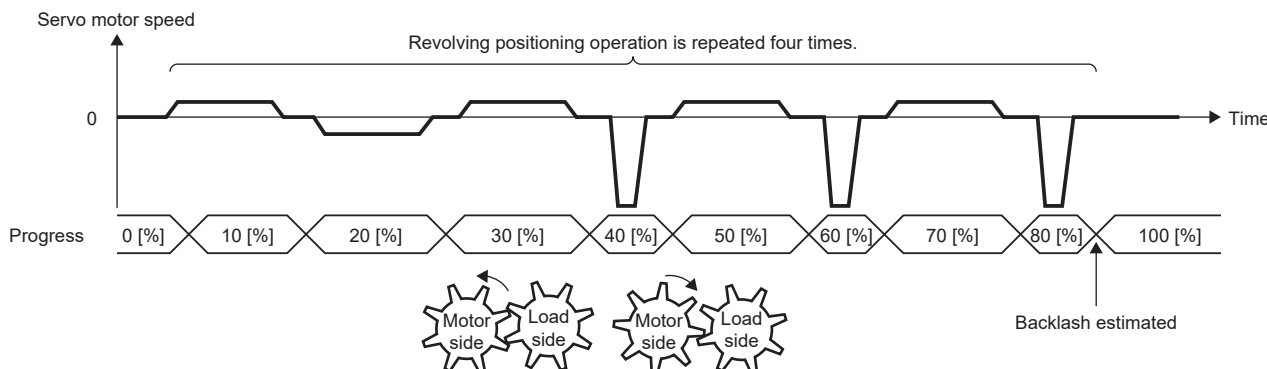 Servo motor speed
Revolving positioning operation is repeated four times.
0
Time
Progress
0 [%]
10 [%]
20 [%]
30 [%]
40 [%]
50 [%]
60 [%]
70 [%]
80 [%]
100 [%]
Motor
side
Load
side
Motor
side
Load
side
Backlash estimated